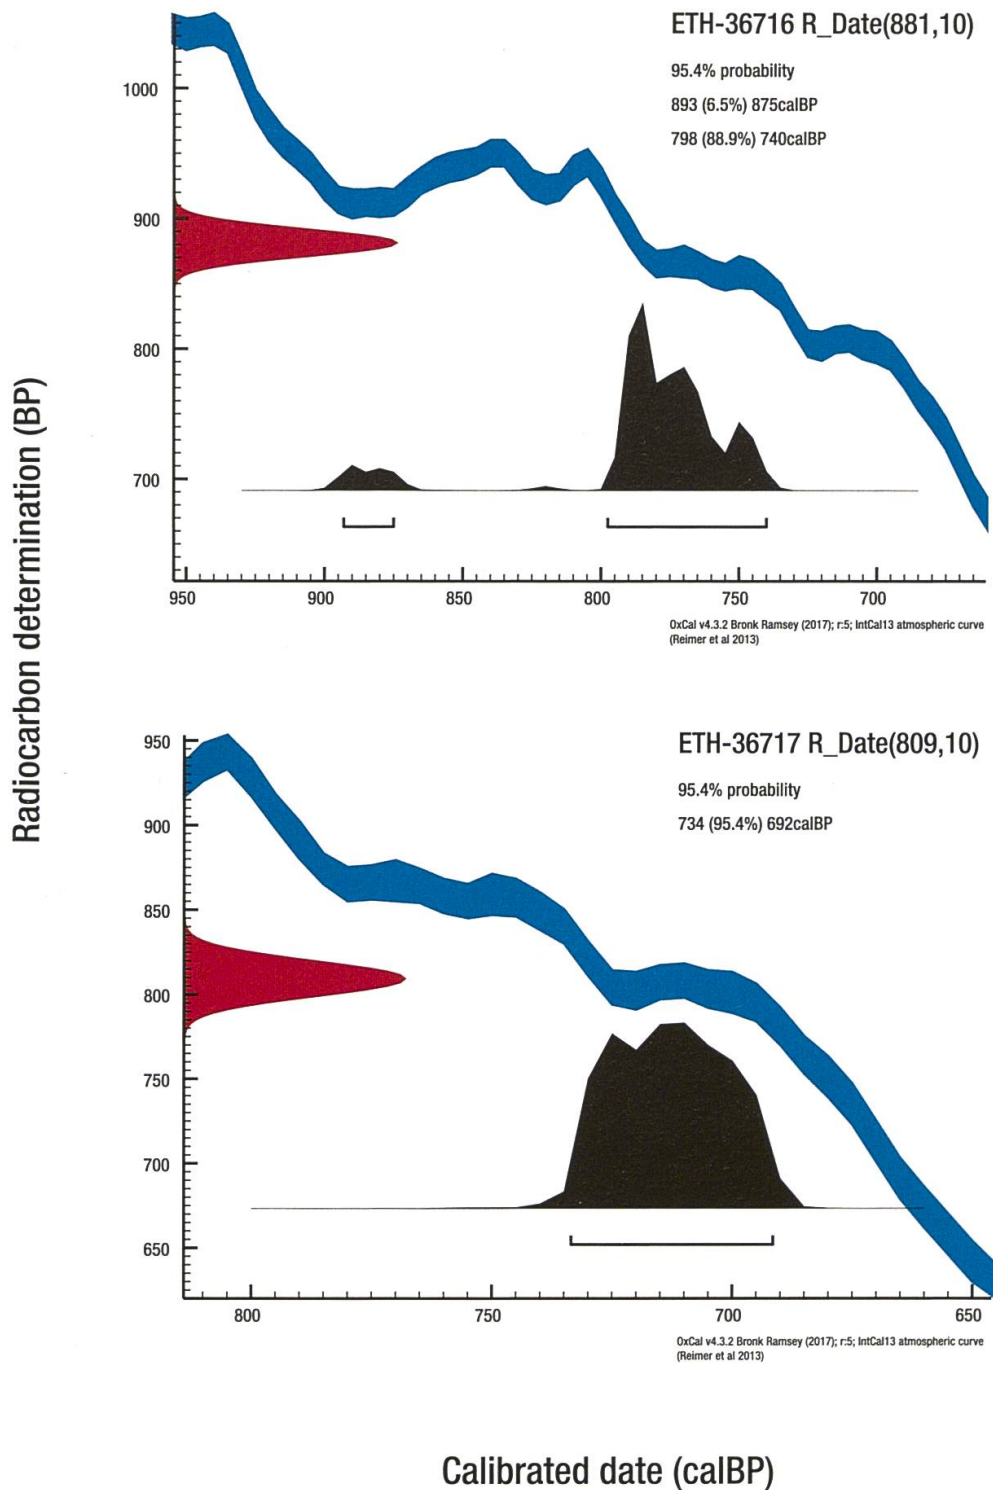 ETH-36716 R_Date(881,10)
95.4% probability
893 (6.5%) 875calBP
798 (88.9%) 740calBP
1000
900
800
700
950 900 850 800 750 700
OxCal v4.3.2 Bronk Ramsey (2017); r:5; IntCal13 atmospheric curve
(Reimer et al 2013)
Radiocarbon determination (BP)
ETH-36717 R_Date(809,10)
95.4% probability
734 (95.4%) 692calBP
950
900
850
800
750
700
650
800 750 700 650
OxCal v4.3.2 Bronk Ramsey (2017); r:5; IntCal13 atmospheric curve
(Reimer et al 2013)
Calibrated date (calBP)